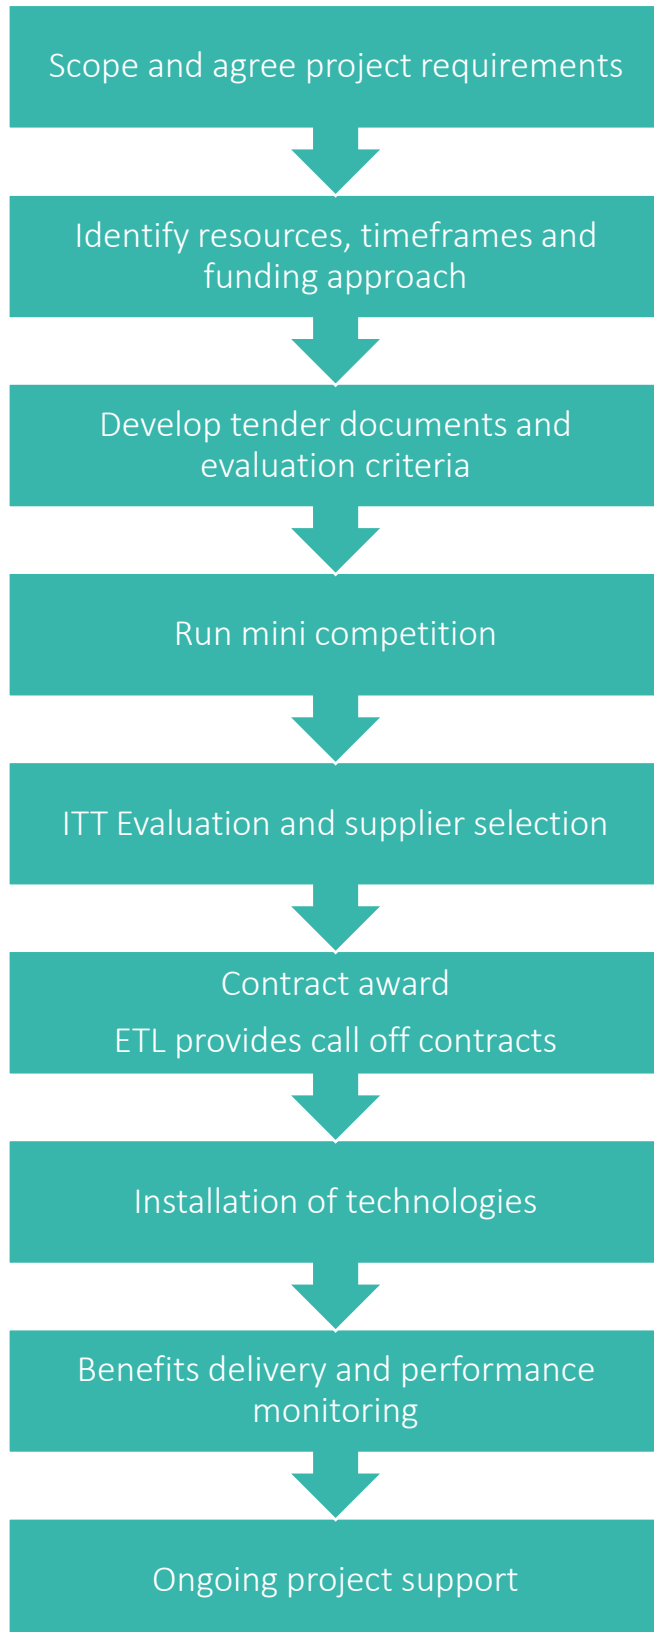 Scope and agree project requirements
Identify resources, timeframes and
funding approach
Develop tender documents and
evaluation criteria
Run mini competition
ITT Evaluation and supplier selection
Contract award
ETL provides call off contracts
Installation of technologies
Benefits delivery and performance
monitoring
Ongoing project support